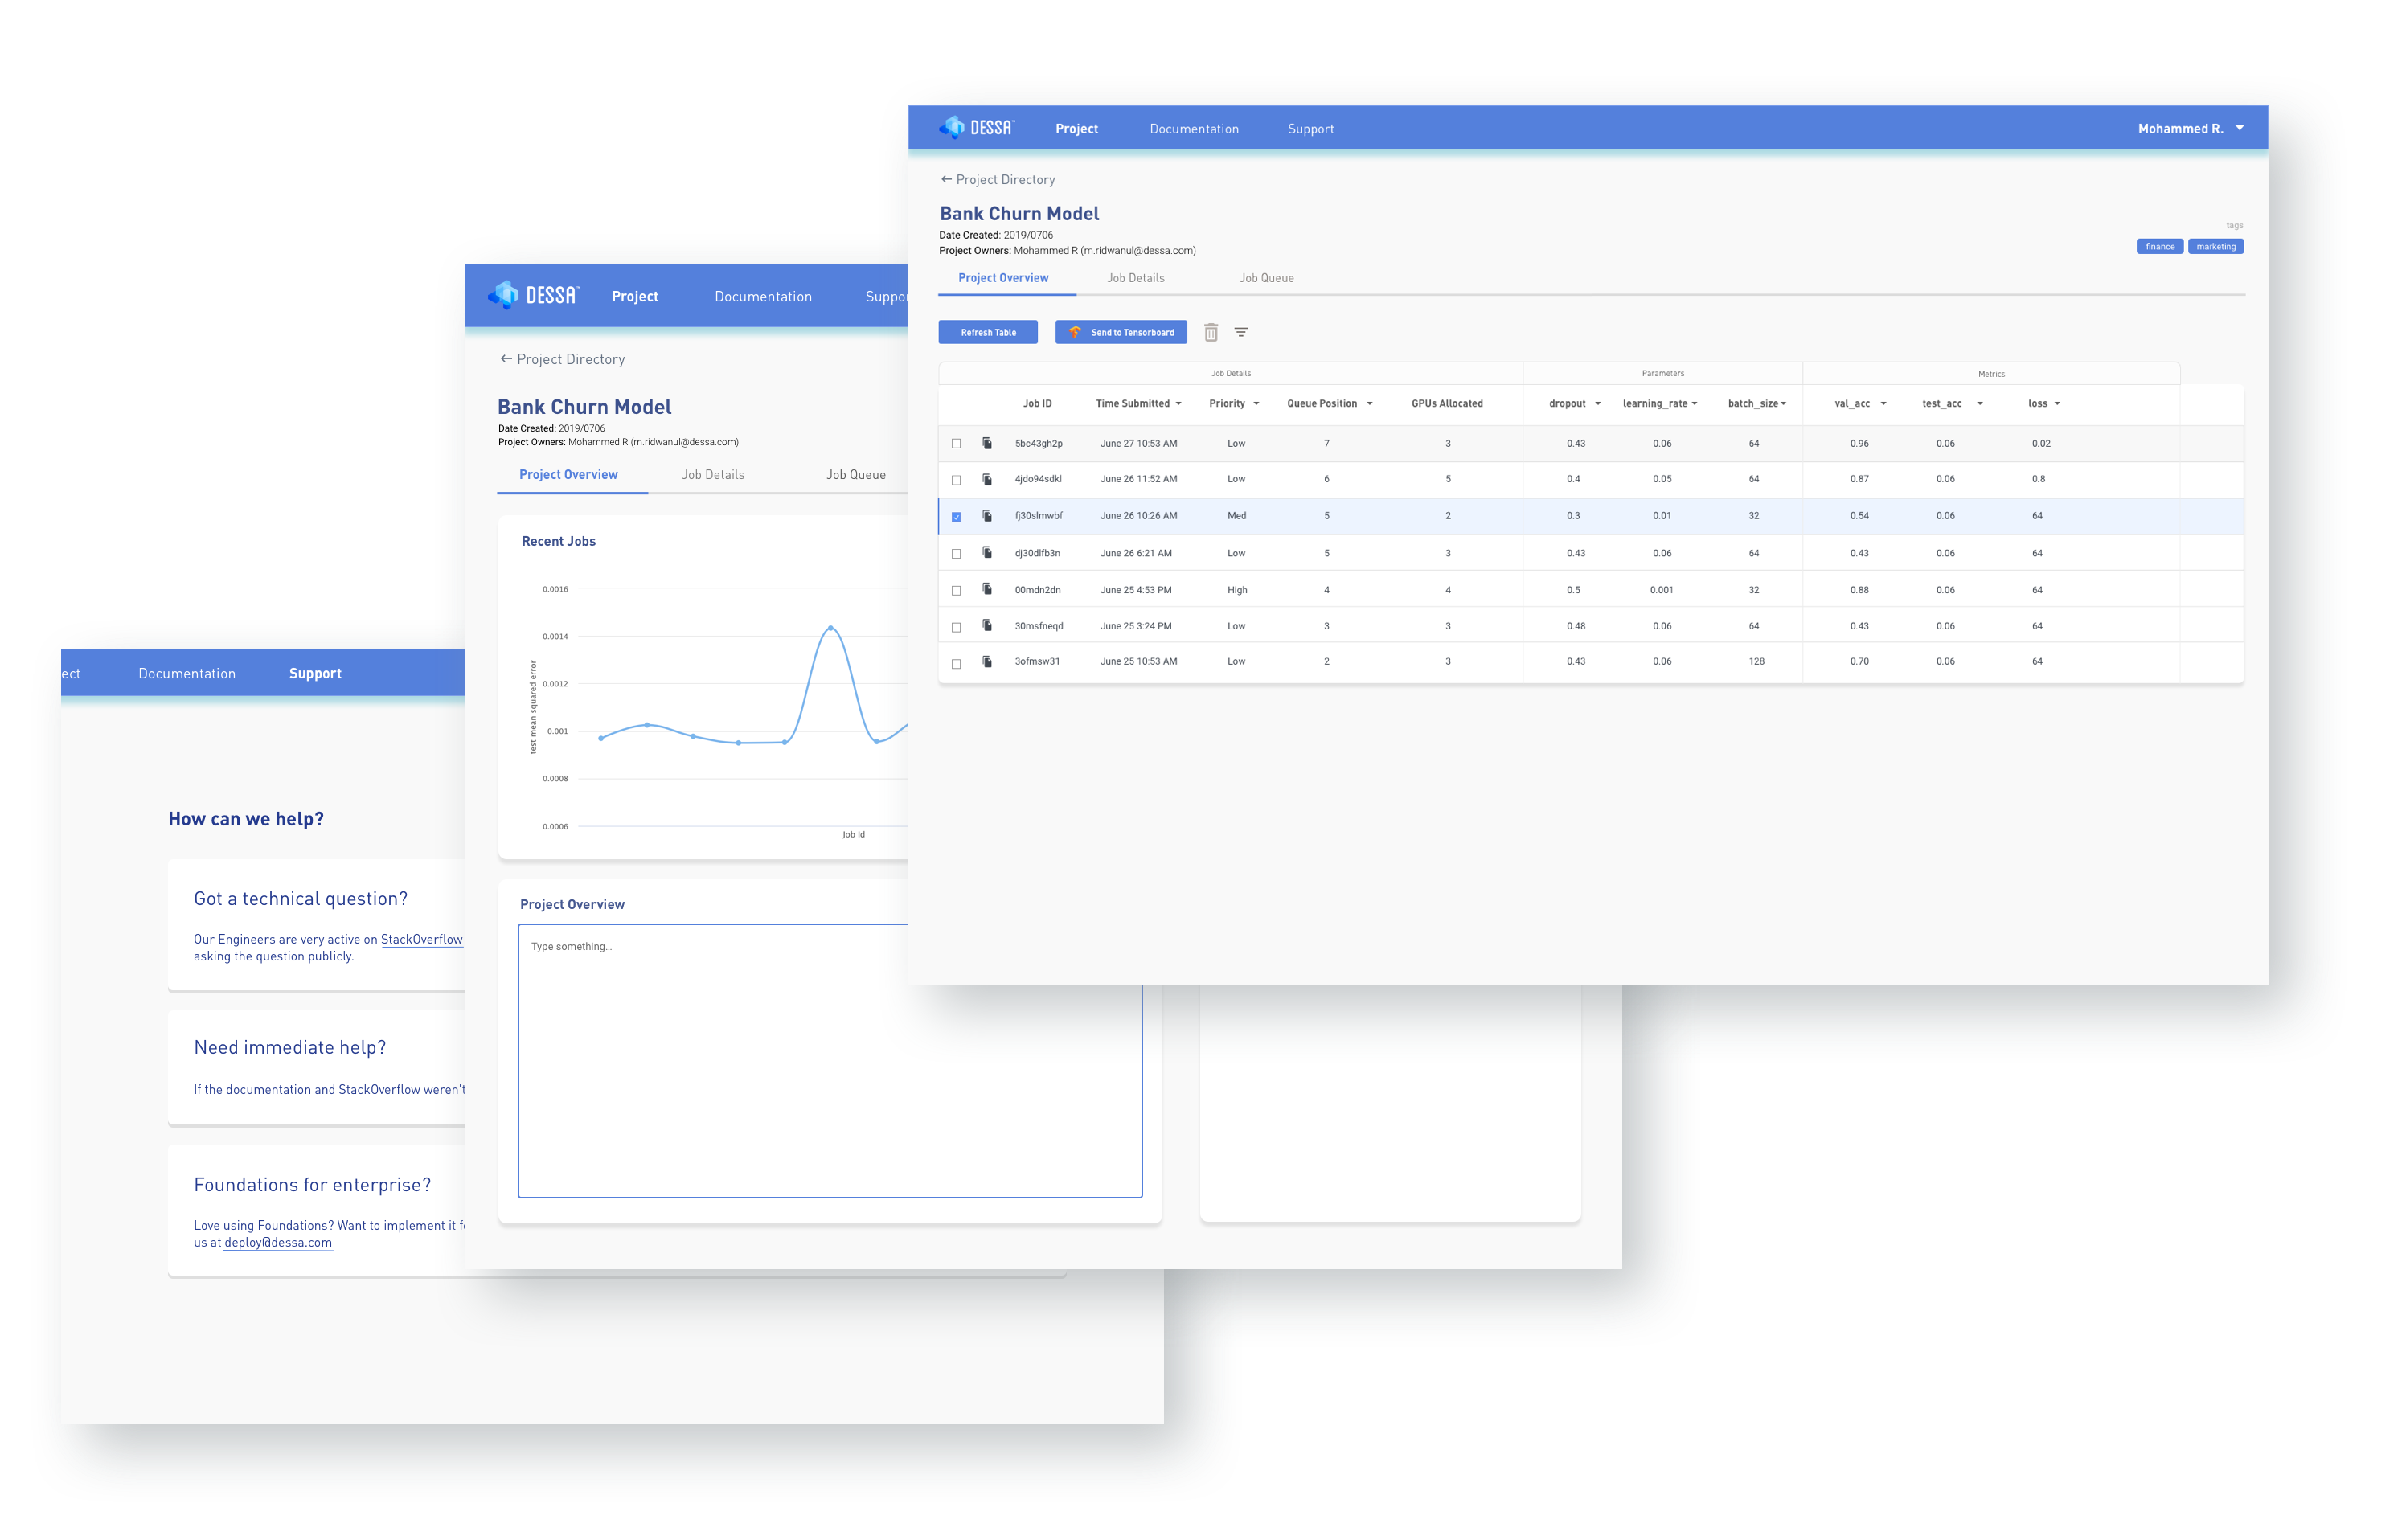 DESSA™ Project Documentation Support Mohammed R.
← Project Directory
Bank Churn Model
Date Created: 2019/0706
Project Owners: Mohammed R (m.ridwanul@dessa.com)
tags
finance marketing
Project Overview Job Details Job Queue
Refresh Table Send to Tensorboard
Job Details Parameters Metrics
Job ID Time Submitted Priority Queue Position GPUs Allocated dropout learning_rate batch_size val_acc test_acc loss
5bc43gh2p June 27 10:53 AM Low 7 3 0.43 0.06 64 0.96 0.06 0.02
4jdo94sdkl June 26 11:52 AM Low 6 5 0.4 0.05 64 0.87 0.06 0.8
fj30slmwbf June 26 10:26 AM Med 5 2 0.3 0.01 32 0.54 0.06 64
dj30dlfb3n June 26 6:21 AM Low 5 3 0.43 0.06 64 0.43 0.06 64
00mdn2dn June 25 4:53 PM High 4 4 0.5 0.001 32 0.88 0.06 64
30msfneqd June 25 3:24 PM Low 3 3 0.48 0.06 64 0.43 0.06 64
3ofmsw31 June 25 10:53 AM Low 2 3 0.43 0.06 128 0.70 0.06 64
DESSA™ Project Documentation Suppo
← Project Directory
Bank Churn Model
Date Created: 2019/0706
Project Owners: Mohammed R (m.ridwanul@dessa.com)
Project Overview Job Details Job Queue
Recent Jobs
test mean squared error
0.0016
0.0014
0.0012
0.001
0.0008
0.0006
Job Id
Project Overview
Type something...
ect Documentation Support
How can we help?
Got a technical question?
Our Engineers are very active on StackOverflow
asking the question publicly.
Need immediate help?
If the documentation and StackOverflow weren't
Foundations for enterprise?
Love using Foundations? Want to implement it f
us at deploy@dessa.com